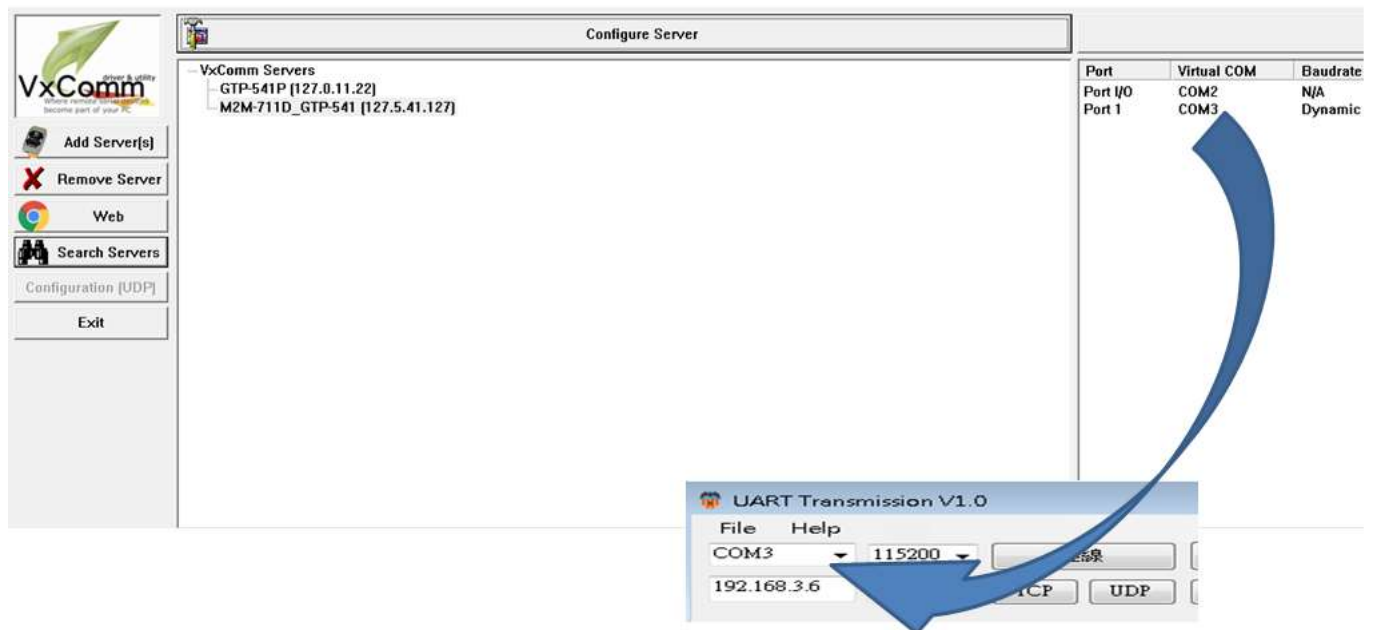 Configure Server
VxComm
driver & utility
Where remote serial devices
become part of your PC
Add Server(s)
Remove Server
Web
Search Servers
Configuration (UDP)
Exit
VxComm Servers
GTP-541P (127.0.11.22)
M2M-711D_GTP-541 (127.5.41.127)
Port Virtual COM Baudrate
Port I/O COM2 N/A
Port 1 COM3 Dynamic
UART Transmission V1.0
File Help
COM3 115200 線
192.168.3.6 TCP UDP